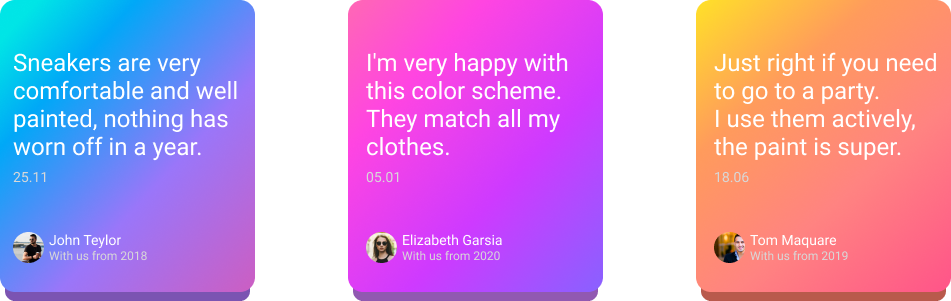 Sneakers are very
comfortable and well
painted, nothing has
worn off in a year.
25.11
John Teylor
With us from 2018
I'm very happy with
this color scheme.
They match all my
clothes.
05.01
Elizabeth Garsia
With us from 2020
Just right if you need
to go to a party.
I use them actively,
the paint is super.
18.06
Tom Maquare
With us from 2019